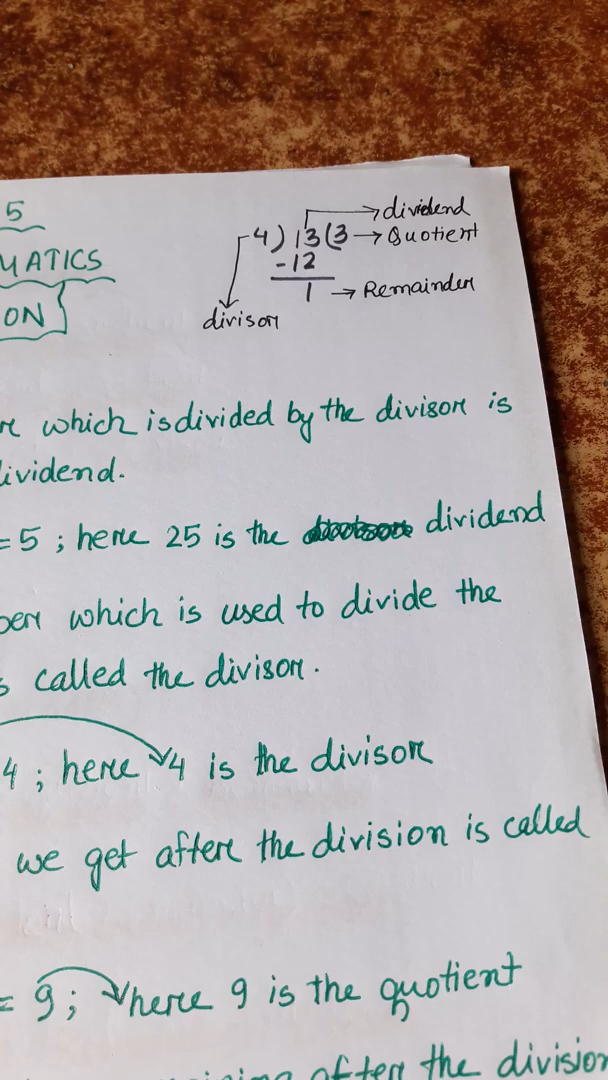 5
MATICS
ON
dividend
4) 13(3 → Quotient
-12
1 → Remainder
divisor
which is divided by the divisor is
dividend.
= 5 ; here 25 is the dividend
which is used to divide the
called the divisor.
4 ; here 4 is the divisor
we get after the division is called
= 9 ; here 9 is the quotient
after the division